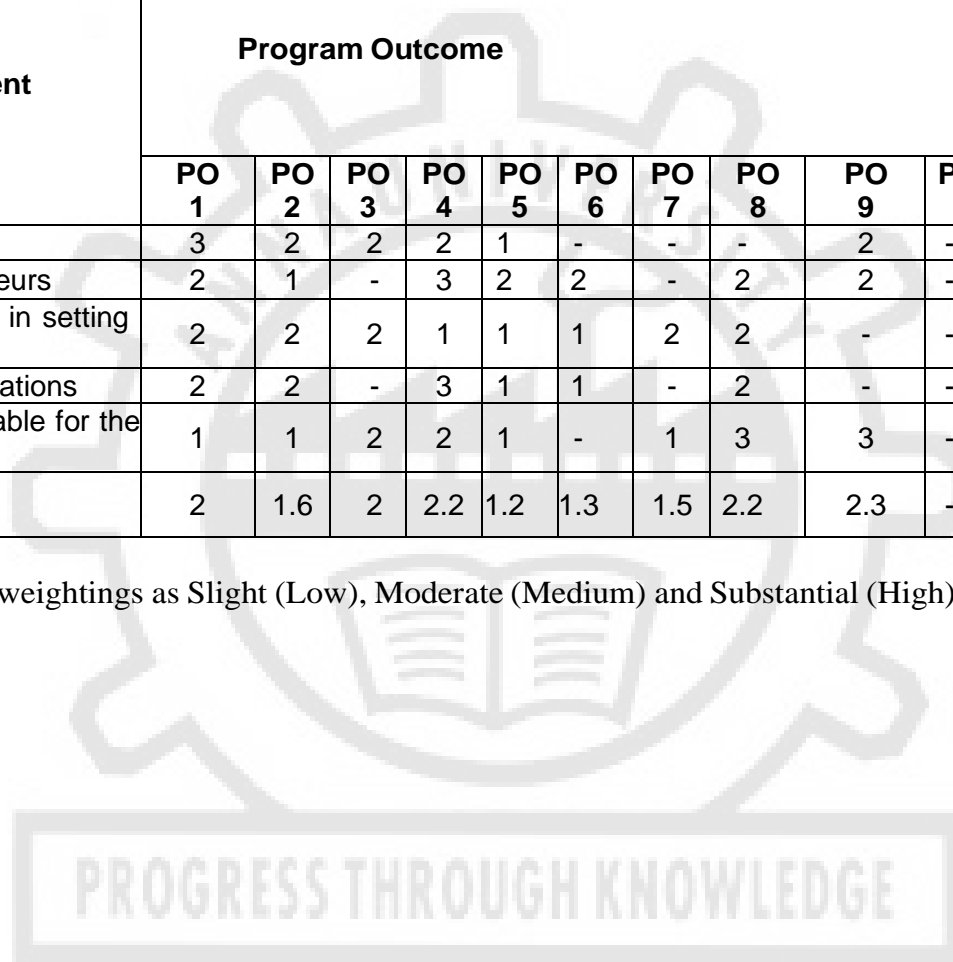 Program Outcome
ent
PO PO PO PO PO PO PO PO PO P
1 2 3 4 5 6 7 8 9
3 2 2 2 1 - - - 2 -
eurs 2 1 - 3 2 2 - 2 2 -
in setting
2 2 2 1 1 1 2 2 - -
ations 2 2 - 3 1 1 - 2 - -
able for the
1 1 2 2 1 - 1 3 3 -
2 1.6 2 2.2 1.2 1.3 1.5 2.2 2.3 -
weightings as Slight (Low), Moderate (Medium) and Substantial (High)
ANNA UNIVERSITY
PROGRESS THROUGH KNOWLEDGE